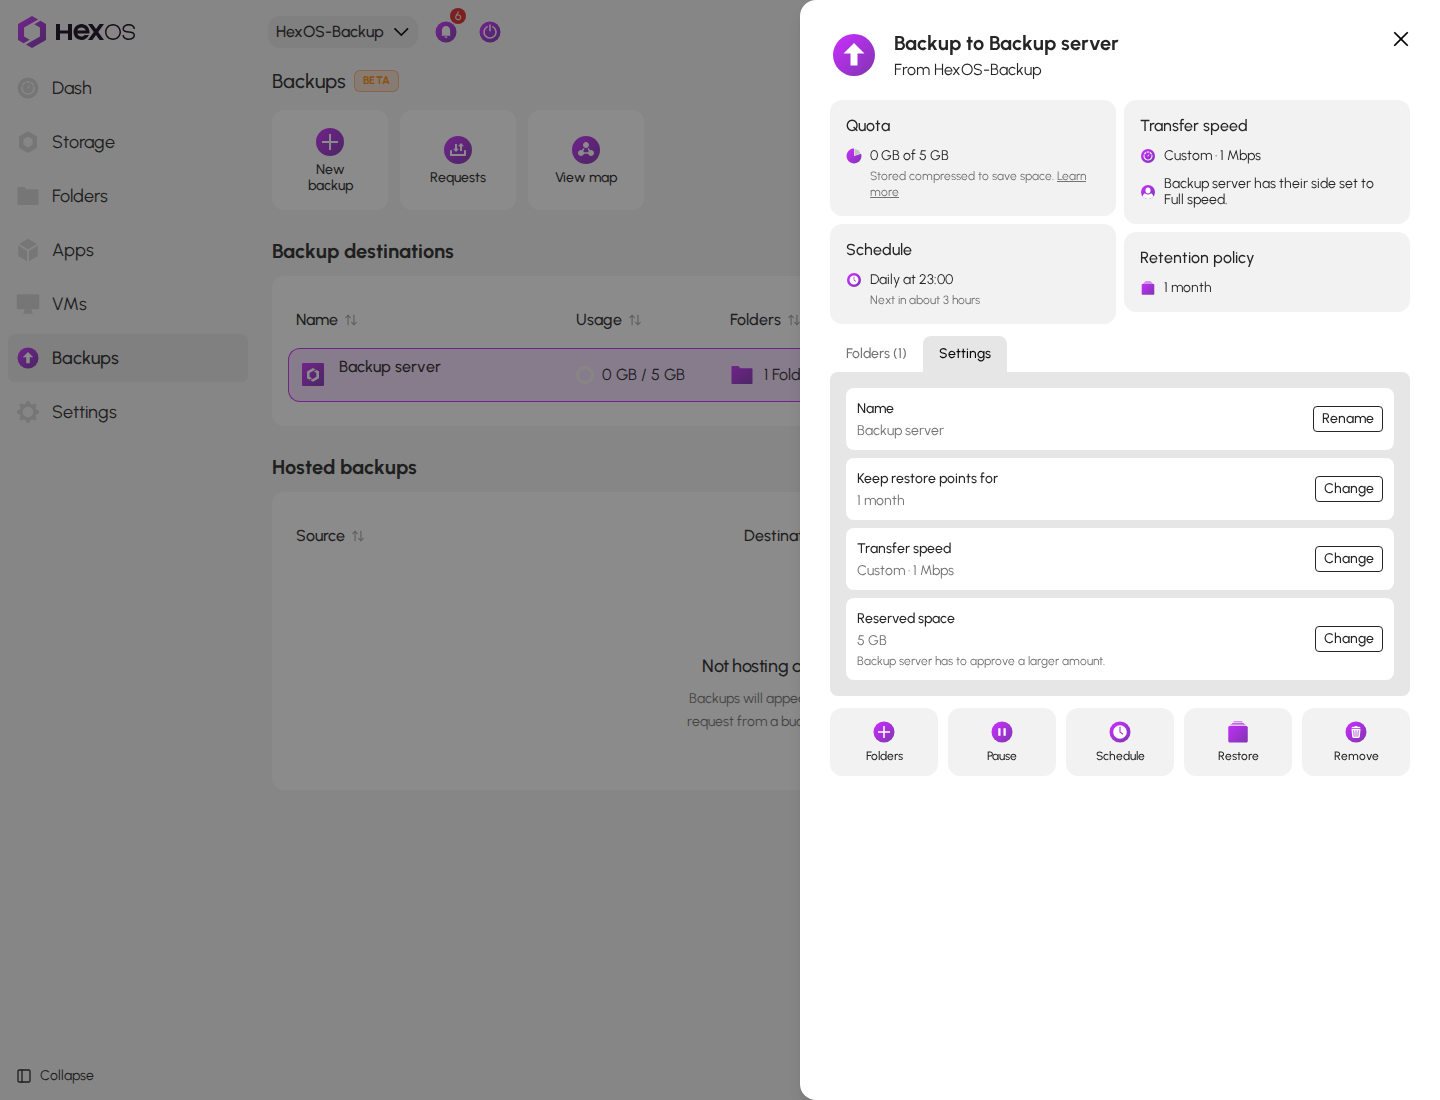 HexOS
HexOS-Backup
6
Dash
Storage
Folders
Apps
VMs
Backups
Settings
Collapse
Backups BETA
New
backup
Requests
View map
Backup destinations
Name
Usage
Folders
Backup server
0 GB / 5 GB
1 Fold
Hosted backups
Source
Destinat
Not hosting
Backups will appe
request from a bu
Backup to Backup server
From HexOS-Backup
Quota
0 GB of 5 GB
Stored compressed to save space. Learn
more
Transfer speed
Custom · 1 Mbps
Backup server has their side set to
Full speed.
Schedule
Daily at 23:00
Next in about 3 hours
Retention policy
1 month
Folders (1)
Settings
Name
Backup server
Rename
Keep restore points for
1 month
Change
Transfer speed
Custom · 1 Mbps
Change
Reserved space
5 GB
Backup server has to approve a larger amount.
Change
Folders
Pause
Schedule
Restore
Remove